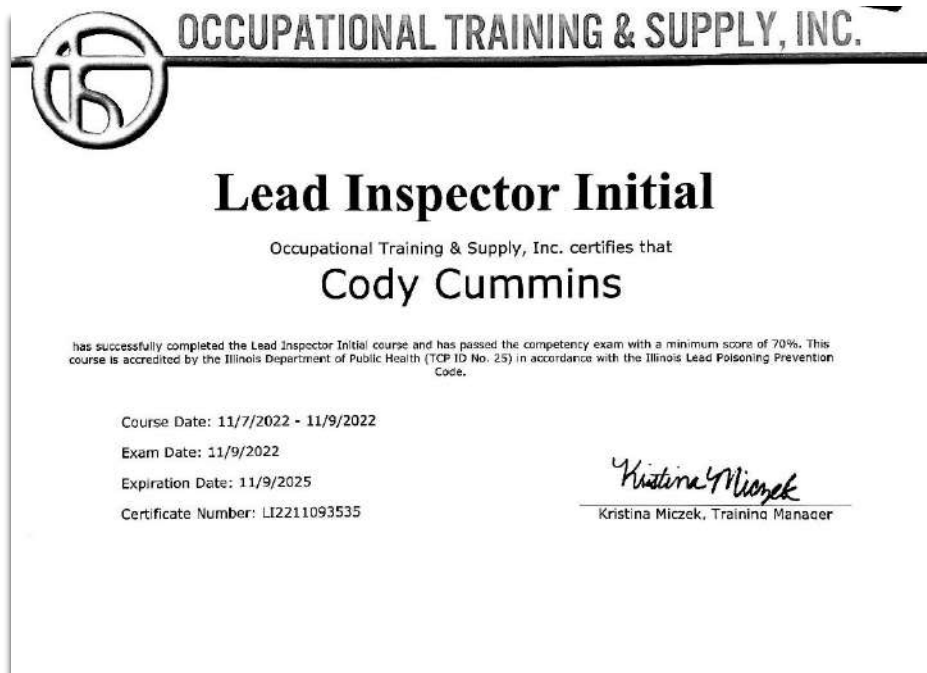 OCCUPATIONAL TRAINING & SUPPLY, INC.
Lead Inspector Initial
Occupational Training & Supply, Inc. certifies that
Cody Cummins
has successfully completed the Lead Inspector Initial course and has passed the competency exam with a minimum score of 70%. This
course is accredited by the Illinois Department of Public Health (TCP ID No. 25) in accordance with the Illinois Lead Poisoning Prevention
Code.
Course Date: 11/7/2022 - 11/9/2022
Exam Date: 11/9/2022
Expiration Date: 11/9/2025
Certificate Number: LI2211093535
Kristina Miczek
Kristina Miczek, Training Manager